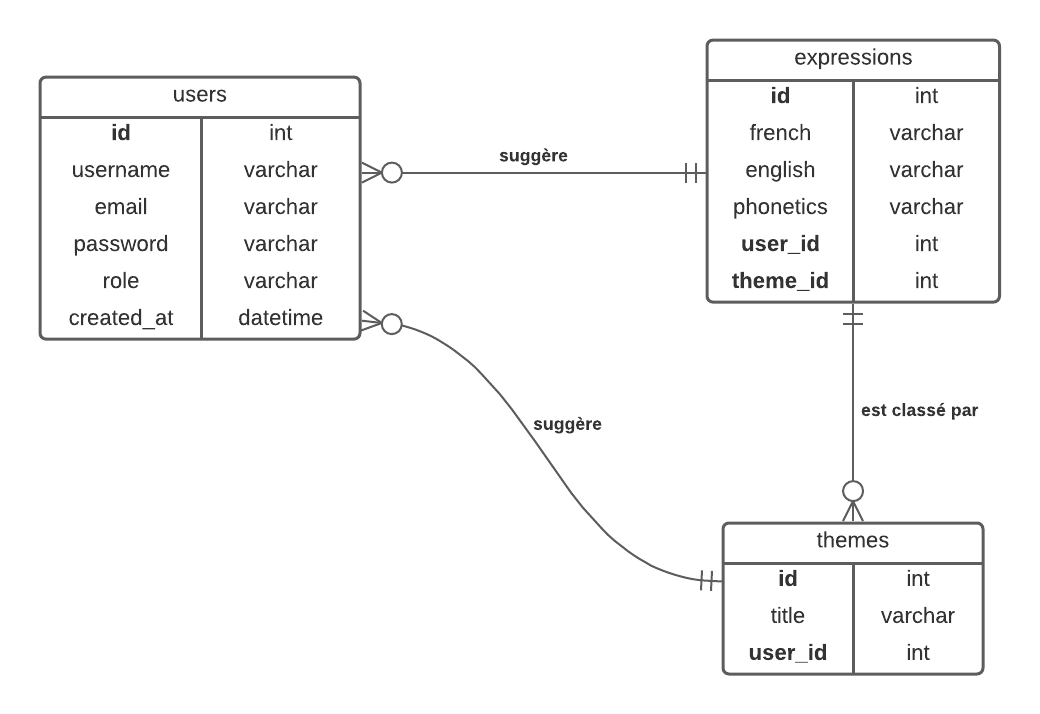 users
id int
username varchar
email varchar
password varchar
role varchar
created_at datetime
suggère
expressions
id int
french varchar
english varchar
phonetics varchar
user_id int
theme_id int
suggère
est classé par
themes
id int
title varchar
user_id int